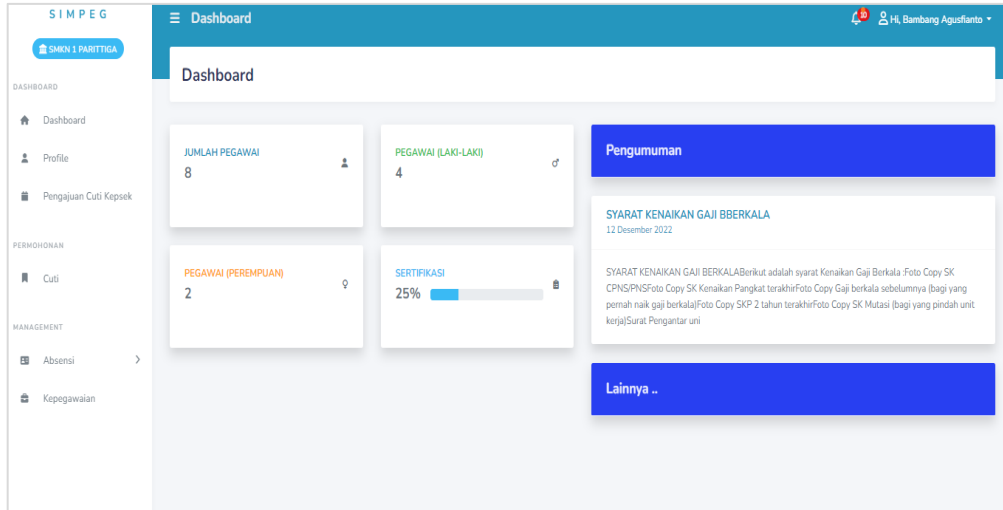 SIMPEG
SMKN 1 PARITTIGA
DASHBOARD
Dashboard
Profile
Pengajuan Cuti Kepsek
PERMOHONAN
Cuti
MANAGEMENT
Absensi
Kepegawaian
Dashboard
10
Hi, Bambang Agusfianto
Dashboard
JUMLAH PEGAWAI
8
PEGAWAI (LAKI-LAKI)
4
PEGAWAI (PEREMPUAN)
2
SERTIFIKASI
25%
Pengumuman
SYARAT KENAIKAN GAJI BBERKALA
12 Desember 2022
SYARAT KENAIKAN GAJI BERKALABerikut adalah syarat Kenaikan Gaji Berkala :Foto Copy SK
CPNS/PNSFoto Copy SK Kenaikan Pangkat terakhirFoto Copy Gaji berkala sebelumnya (bagi yang
pernah naik gaji berkala)Foto Copy SKP 2 tahun terakhirFoto Copy SK Mutasi (bagi yang pindah unit
kerja)Surat Pengantar uni
Lainnya ..